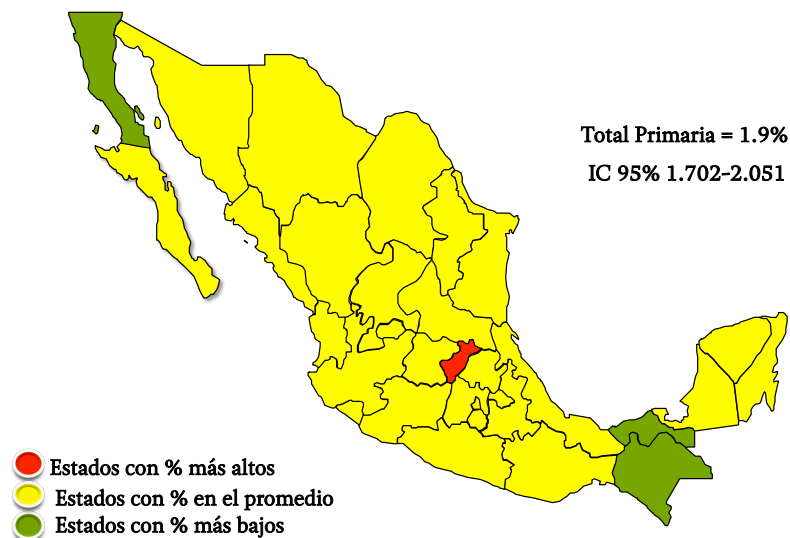 Total Primaria = 1.9%
IC 95% 1.702-2.051
Estados con % más altos
Estados con % en el promedio
Estados con % más bajos